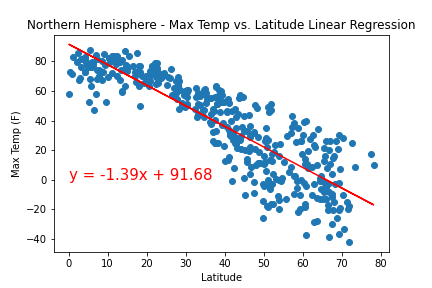 Northern Hemisphere - Max Temp vs. Latitude Linear Regression
Max Temp (F)
80
60
40
20
0
−20
−40
y = -1.39x + 91.68
0 10 20 30 40 50 60 70 80
Latitude